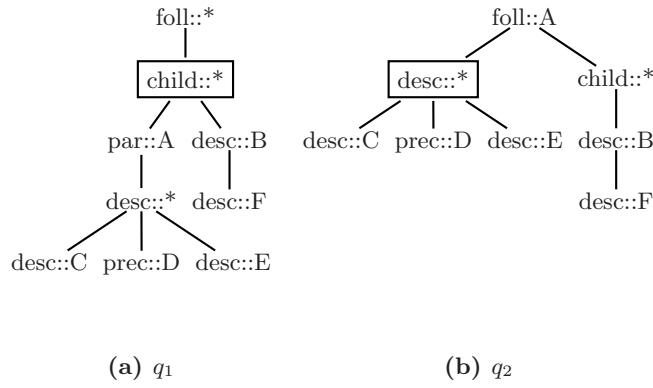 foll::*
foll::A
child::*
desc::*
child::*
par::A desc::B
desc::C prec::D desc::E
desc::B
desc::* desc::F
desc::F
desc::C prec::D desc::E
(a) q1
(b) q2